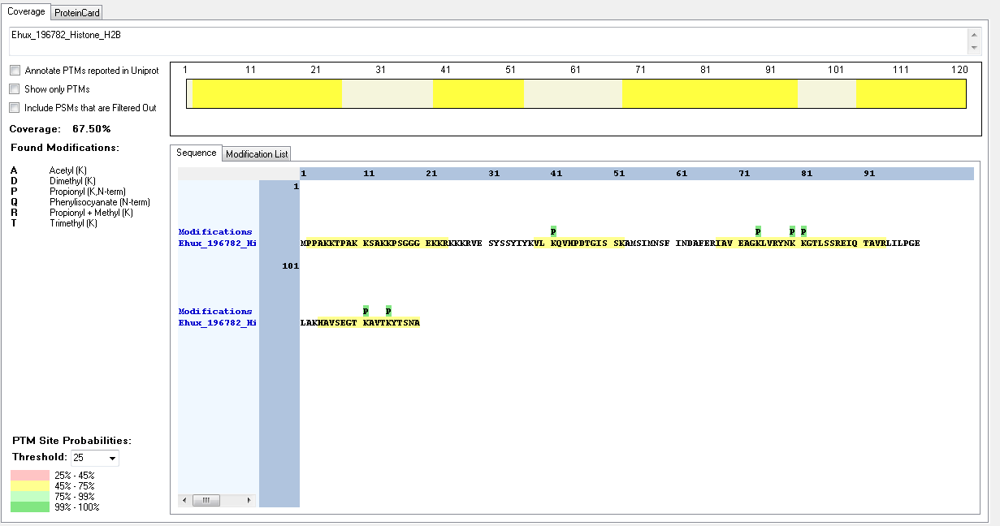 Coverage ProteinCard
Ehux_196782_Histone_H2B
Annotate PTMs reported in Uniprot
Show only PTMs
Include PSMs that are Filtered Out
1 11 21 31 41 51 61 71 81 91 101 111 120
Coverage: 67.50%
Found Modifications:
A Acetyl (K)
D Dimethyl (K)
P Propionyl (K,N-term)
Q Phenylisocyanate (N-term)
R Propionyl + Methyl (K)
T Trimethyl (K)
Sequence Modification List
1 11 21 31 41 51 61 71 81 91
1
Modifications P P P P
Ehux_196782_Hi MPPAKKTPAK KSAKKPSGGG EKKRKKKRVE SYSSYIYKVL KQVHPDTGIS SKAMSIMNSF INDAFERIAV EAGKLVRYNK KGTLSSREIQ TAVRLILPGE
101
Modifications P P
Ehux_196782_Hi LAKHAVSEGT KAVTKYTSNA
PTM Site Probabilities:
Threshold: 25
25% - 45%
45% - 75%
75% - 99%
99% - 100%